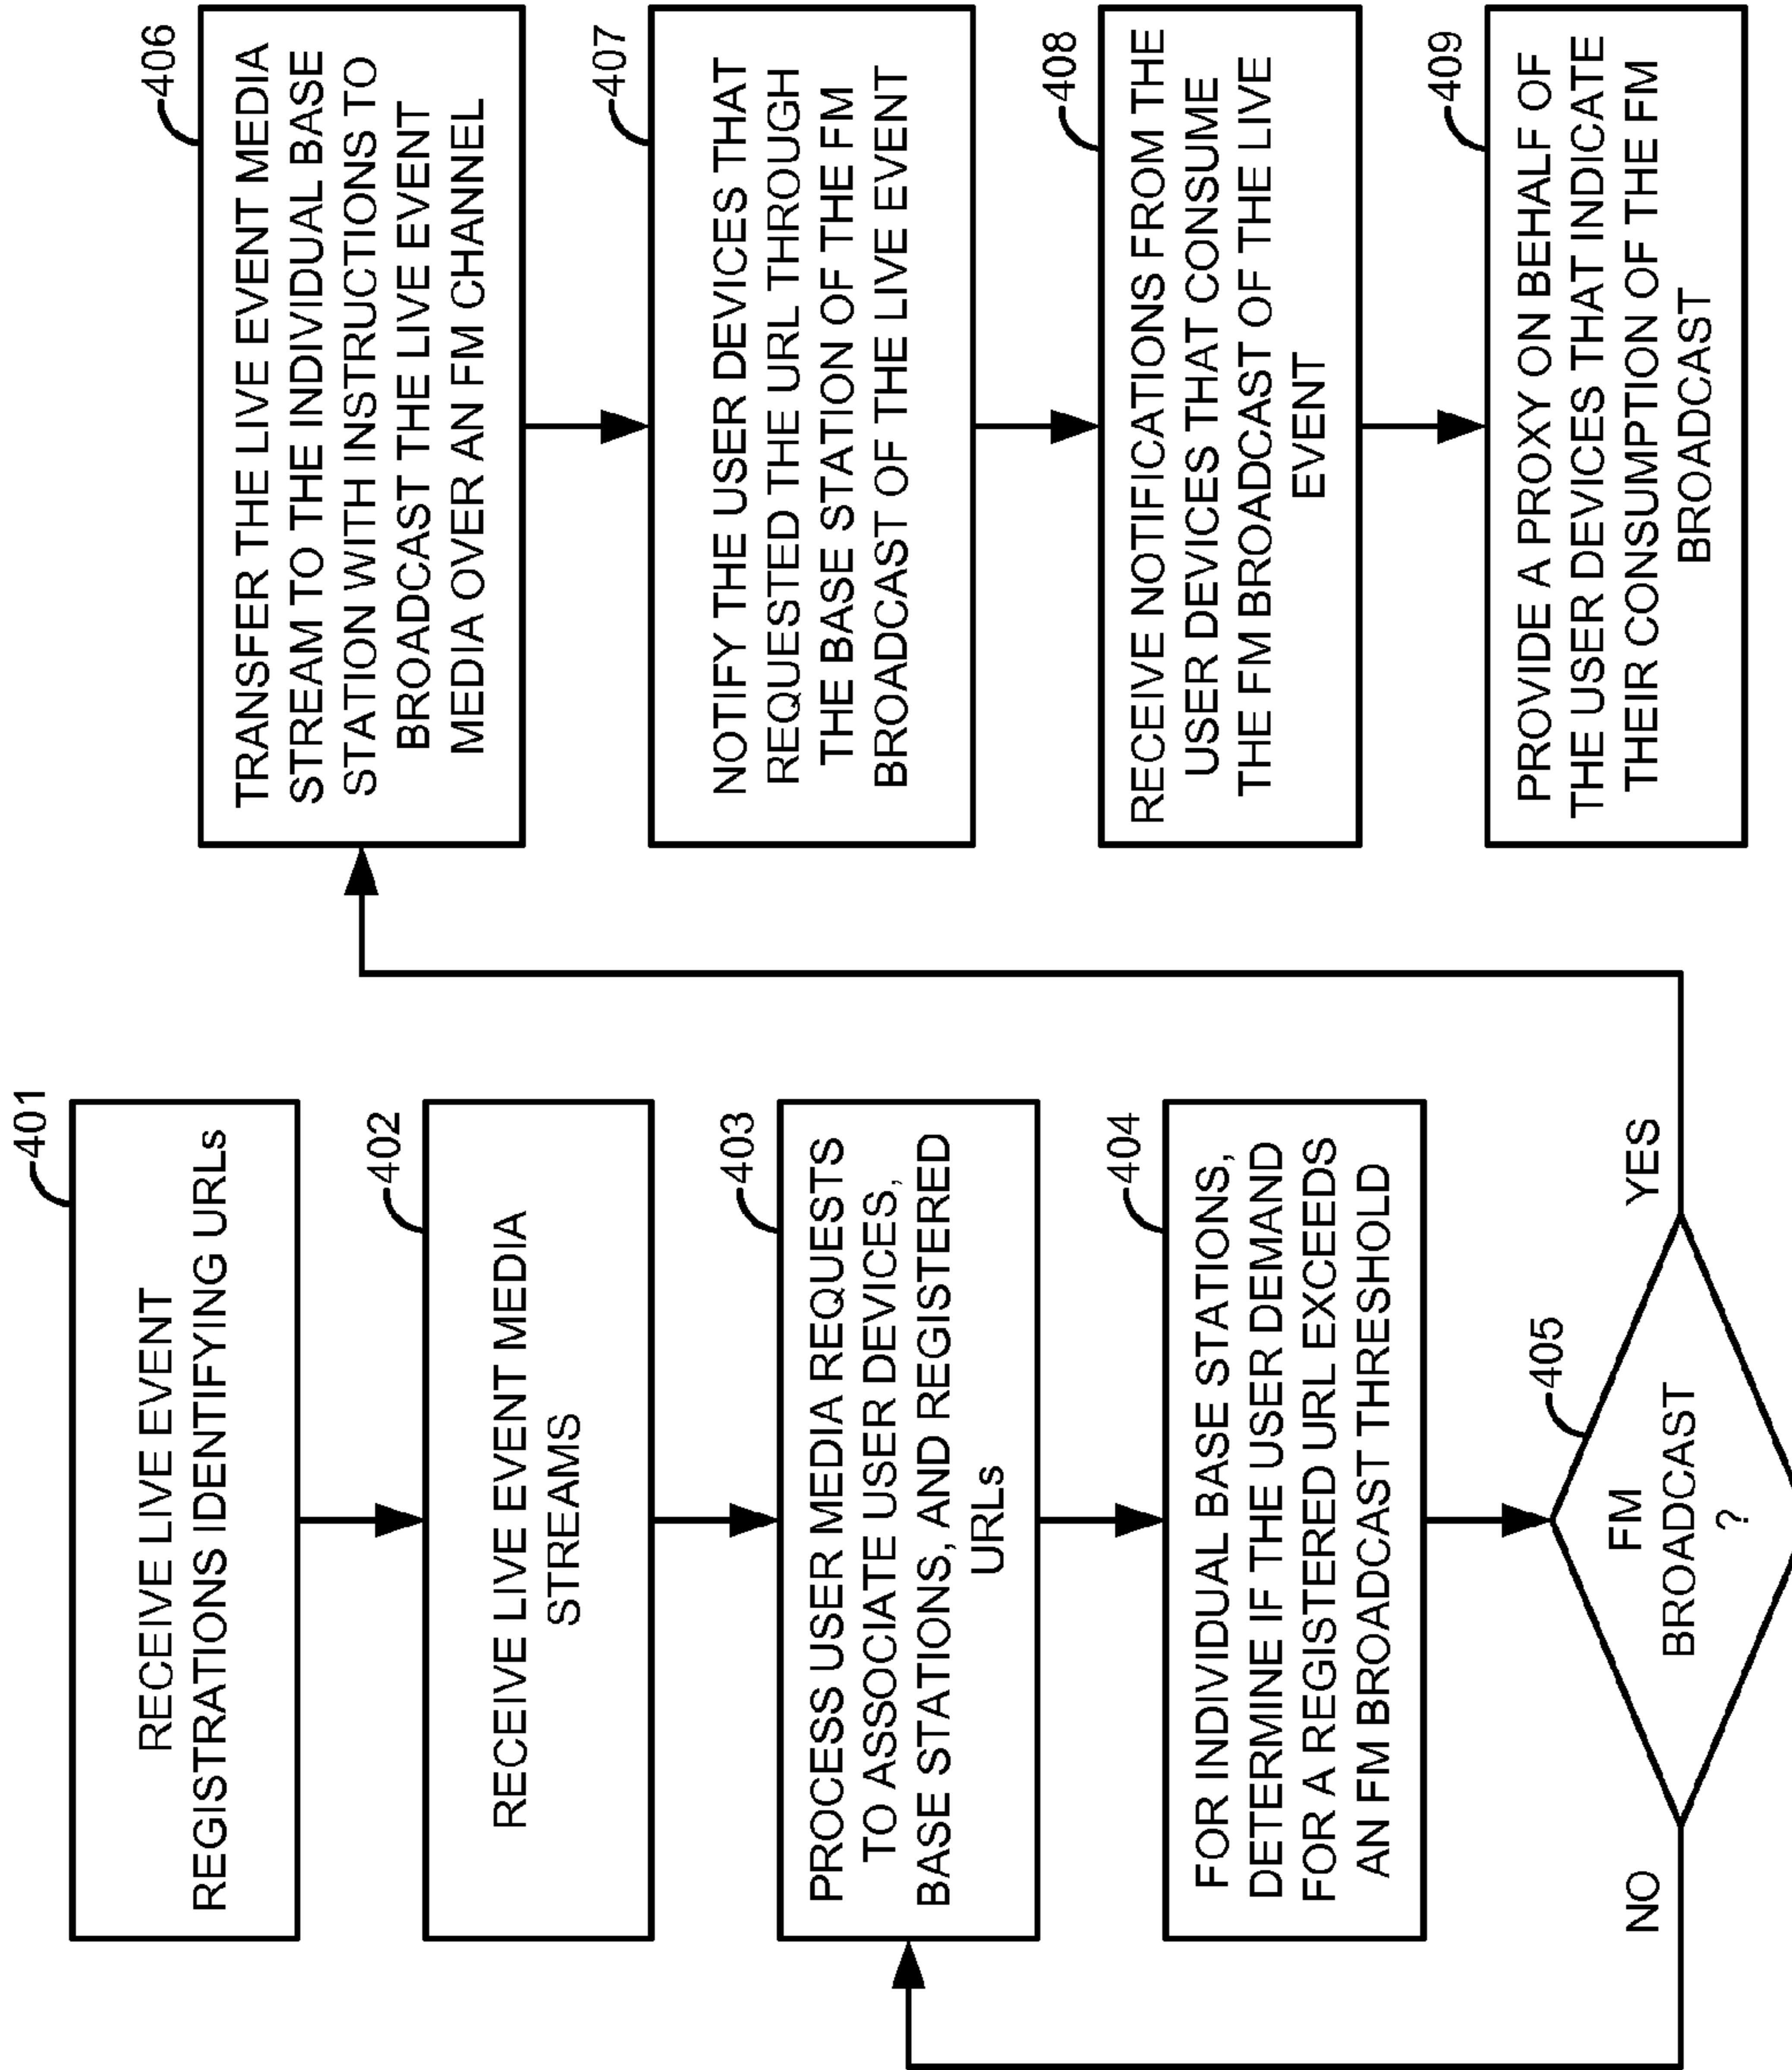 401
RECEIVE LIVE EVENT
REGISTRATIONS IDENTIFYING URLs
402
RECEIVE LIVE EVENT MEDIA
STREAMS
403
PROCESS USER MEDIA REQUESTS
TO ASSOCIATE USER DEVICES,
BASE STATIONS, AND REGISTERED
URLs
404
FOR INDIVIDUAL BASE STATIONS,
DETERMINE IF THE USER DEMAND
FOR A REGISTERED URL EXCEEDS
AN FM BROADCAST THRESHOLD
405
FM
BROADCAST
?
NO
YES
406
TRANSFER THE LIVE EVENT MEDIA
STREAM TO THE INDIVIDUAL BASE
STATION WITH INSTRUCTIONS TO
BROADCAST THE LIVE EVENT
MEDIA OVER AN FM CHANNEL
407
NOTIFY THE USER DEVICES THAT
REQUESTED THE URL THROUGH
THE BASE STATION OF THE FM
BROADCAST OF THE LIVE EVENT
408
RECEIVE NOTIFICATIONS FROM THE
USER DEVICES THAT CONSUME
THE FM BROADCAST OF THE LIVE
EVENT
409
PROVIDE A PROXY ON BEHALF OF
THE USER DEVICES THAT INDICATE
THEIR CONSUMPTION OF THE FM
BROADCAST